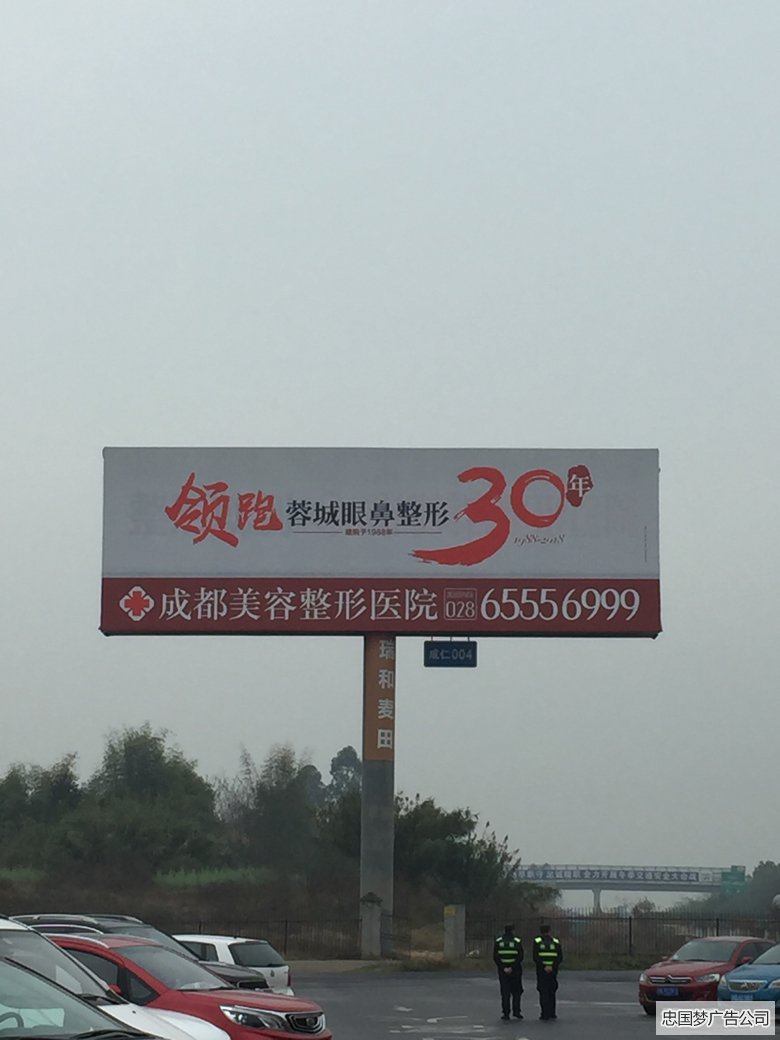 领跑 蓉城眼鼻整形 30年
建院于1988年
1988-2018
成都美容整形医院 028 65556999
成仁004
瑞和麦田
忠国梦广告公司